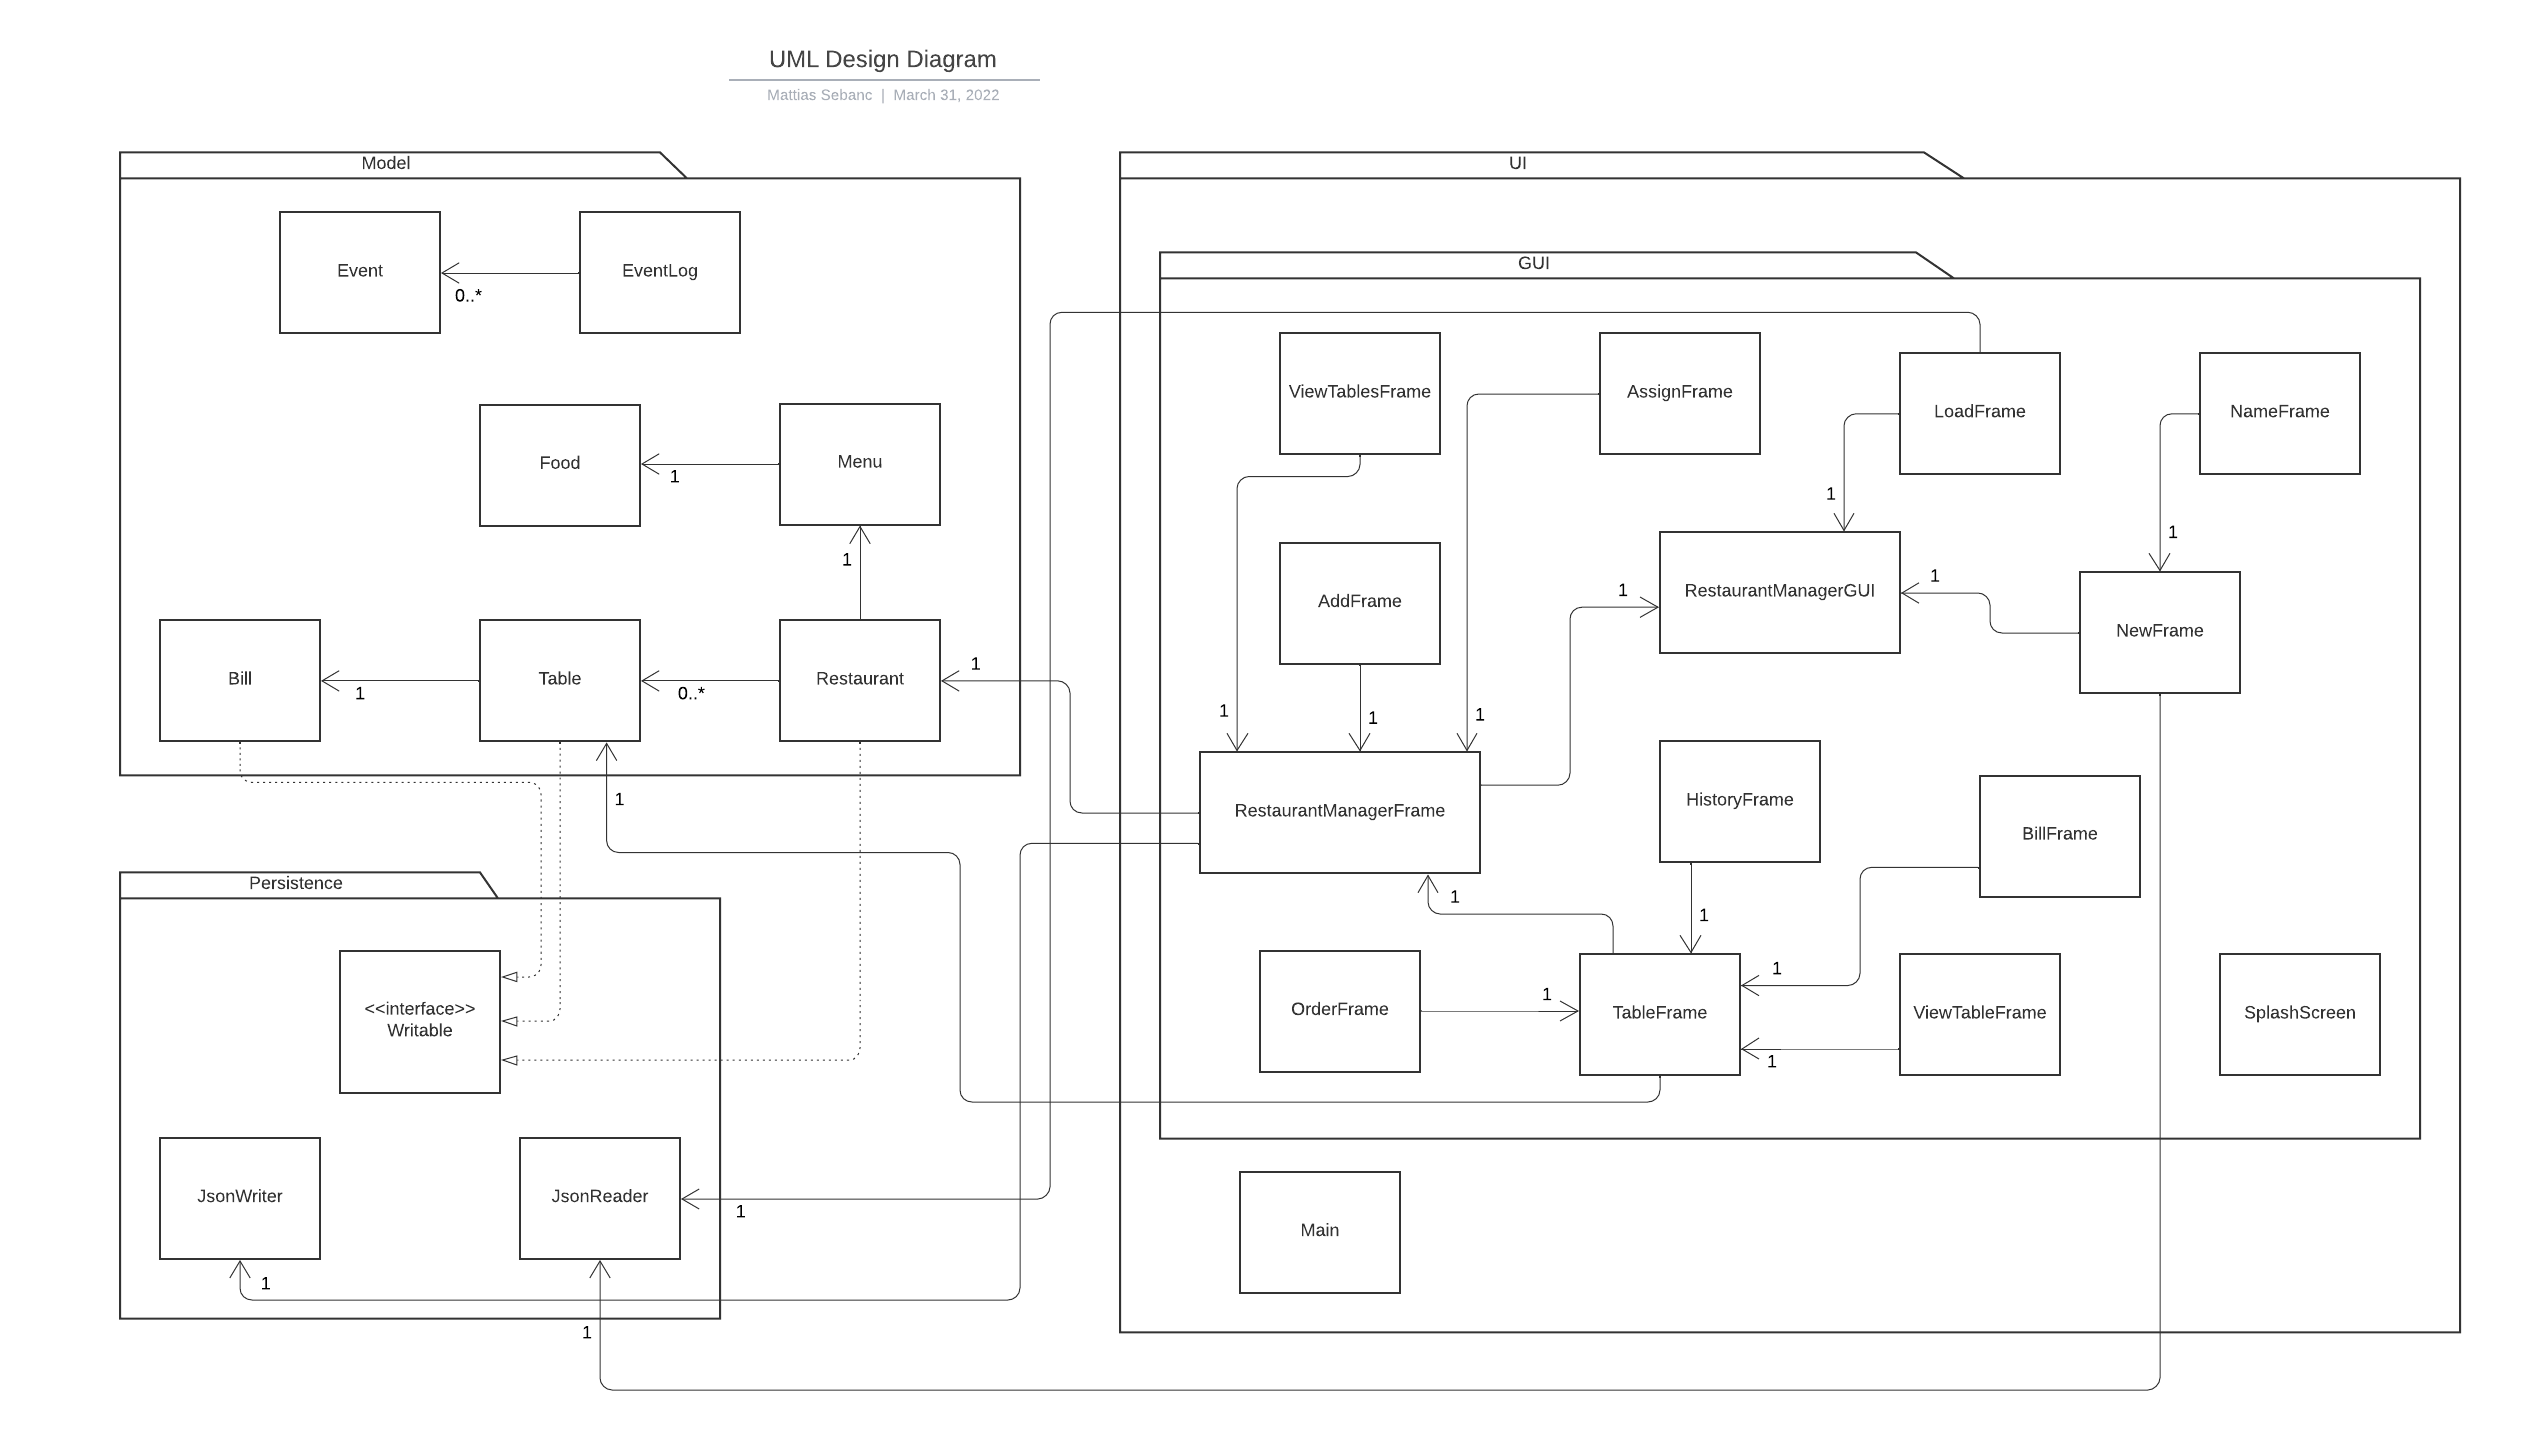 UML Design Diagram
Mattias Sebanc | March 31, 2022
Model
Event
EventLog
0..*
Food
Menu
1
1
Bill
Table
Restaurant
1
0..*
1
1
Persistence
<<interface>>
Writable
JsonWriter
JsonReader
1
1
1
UI
GUI
ViewTablesFrame
AssignFrame
LoadFrame
NameFrame
1
1
AddFrame
RestaurantManagerGUI
NewFrame
1
1
1
1
1
RestaurantManagerFrame
HistoryFrame
BillFrame
1
1
OrderFrame
1
TableFrame
1
1
ViewTableFrame
SplashScreen
Main